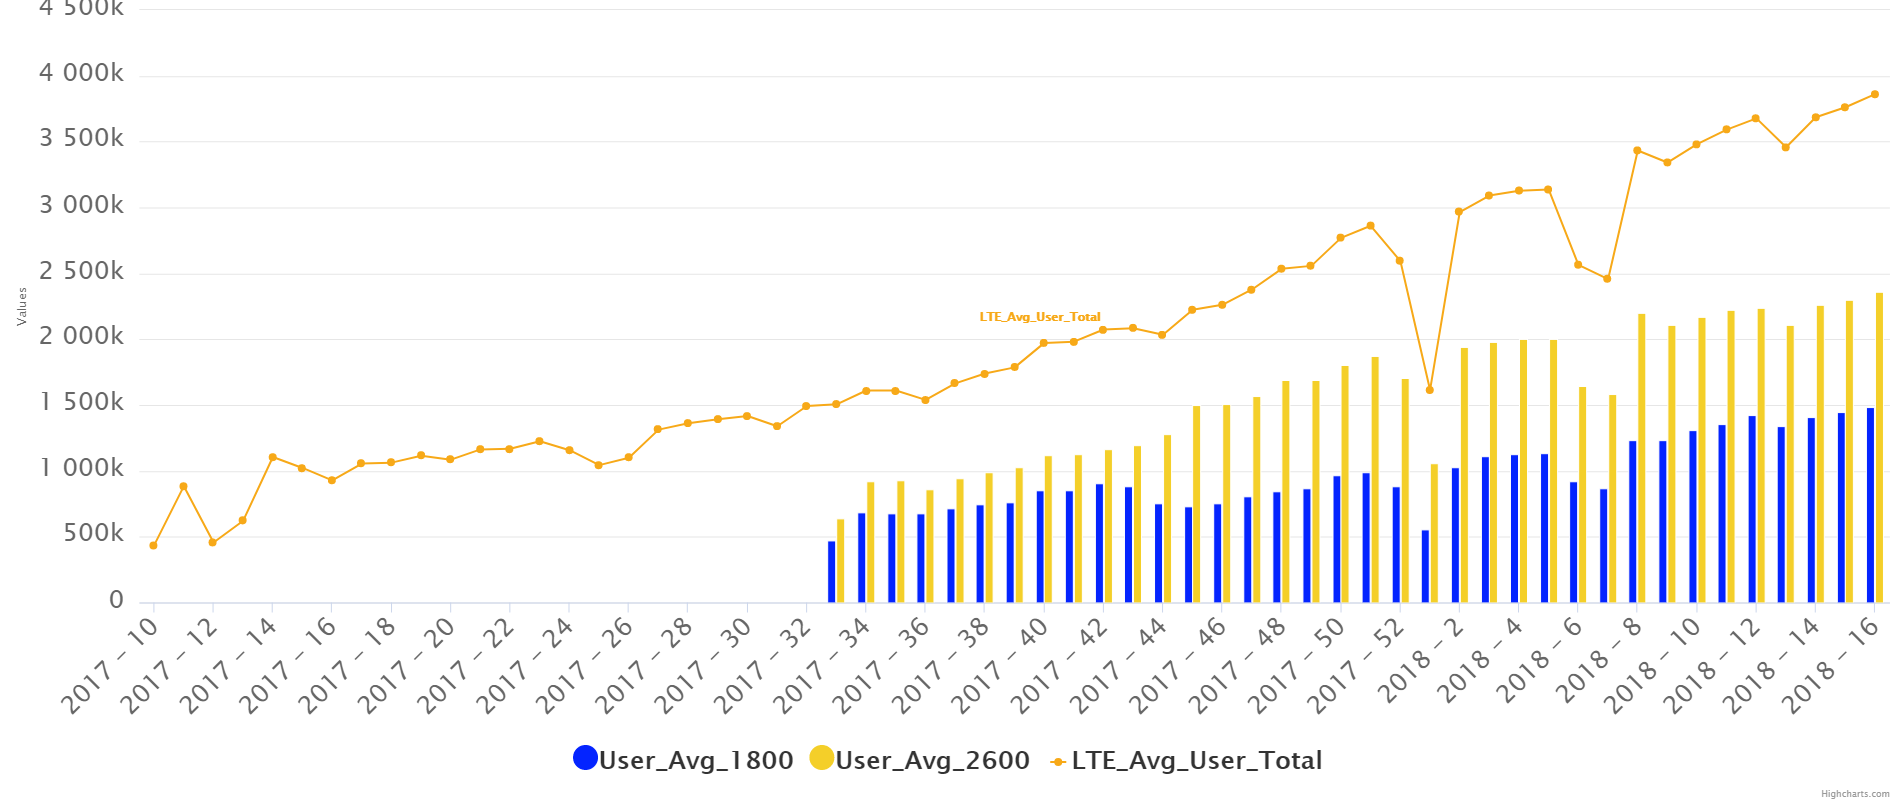 4 500k
4 000k
3 500k
3 000k
2 500k
2 000k
1 500k
1 000k
500k
0
Values
LTE_Avg_User_Total
2017 – 10
2017 – 12
2017 – 14
2017 – 16
2017 – 18
2017 – 20
2017 – 22
2017 – 24
2017 – 26
2017 – 28
2017 – 30
2017 – 32
2017 – 34
2017 – 36
2017 – 38
2017 – 40
2017 – 42
2017 – 44
2017 – 46
2017 – 48
2017 – 50
2017 – 52
2018 – 2
2018 – 4
2018 – 6
2018 – 8
2018 – 10
2018 – 12
2018 – 14
2018 – 16
User_Avg_1800 User_Avg_2600 LTE_Avg_User_Total
Highcharts.com